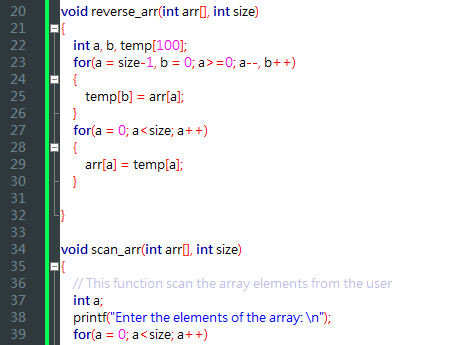 20 void reverse_arr(int arr[], int size)
21 {
22 int a, b, temp[100];
23 for(a = size-1, b = 0; a>=0; a--, b++)
24 {
25 temp[b] = arr[a];
26 }
27 for(a = 0; a<size; a++)
28 {
29 arr[a] = temp[a];
30 }
31
32 }
33
34 void scan_arr(int arr[], int size)
35 {
36 // This function scan the array elements from the user
37 int a;
38 printf("Enter the elements of the array: \n");
39 for(a = 0; a<size; a++)